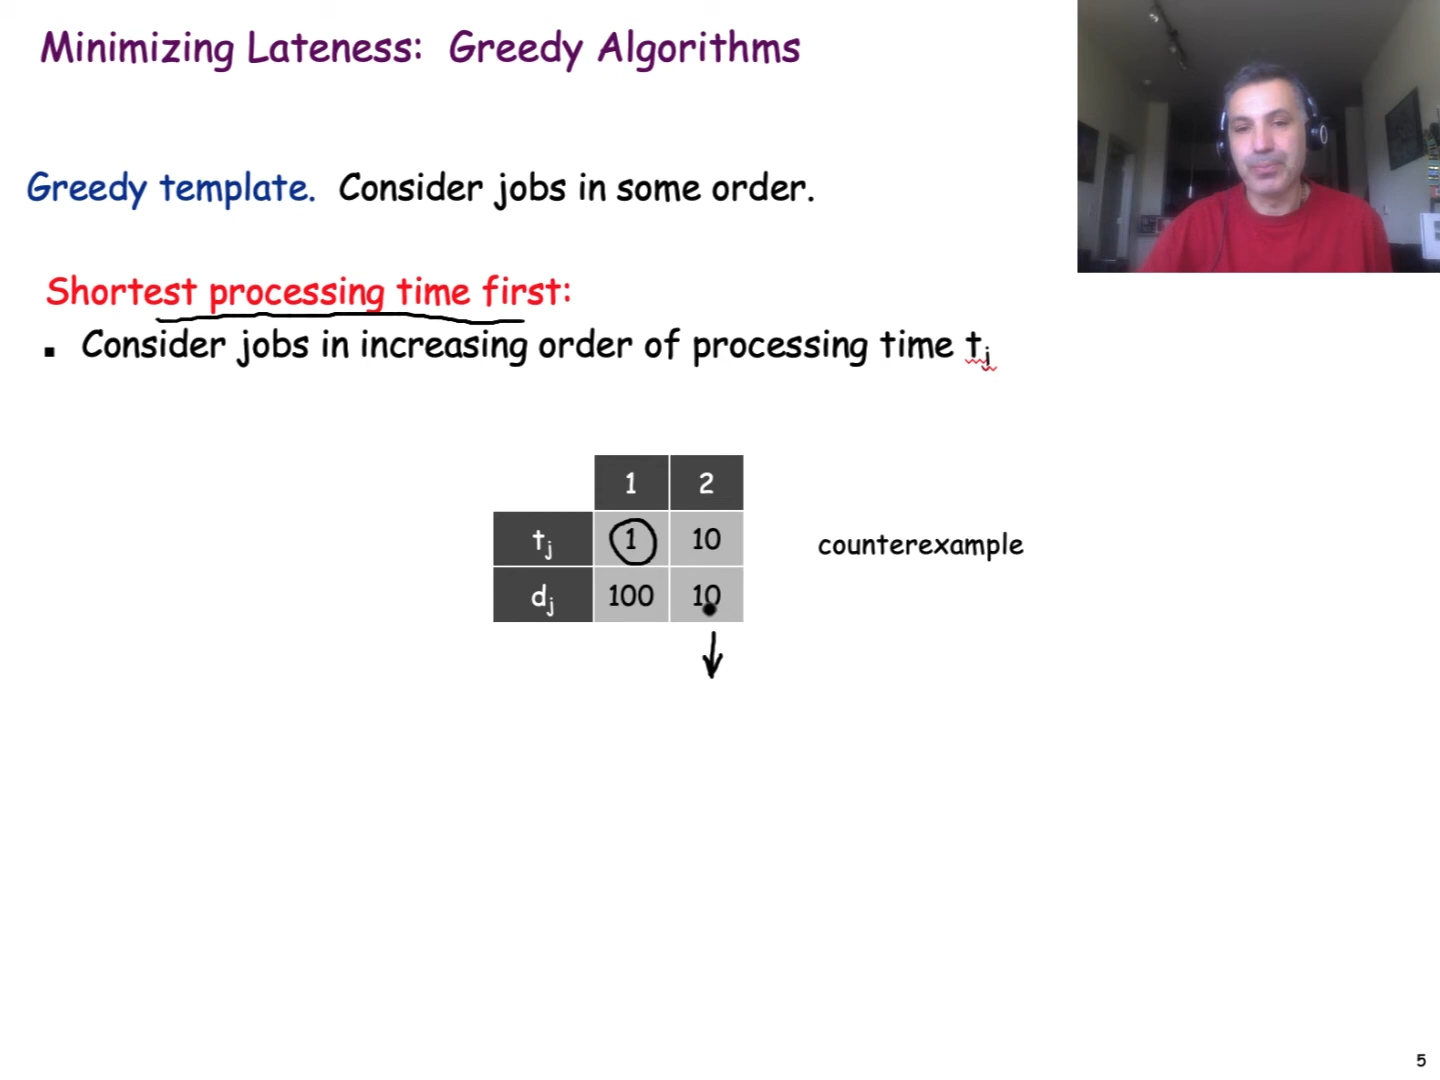 Minimizing Lateness: Greedy Algorithms
Greedy template. Consider jobs in some order.
Shortest processing time first:
▪ Consider jobs in increasing order of processing time tj
1 2
tj 1 10
dj 100 10
counterexample
5